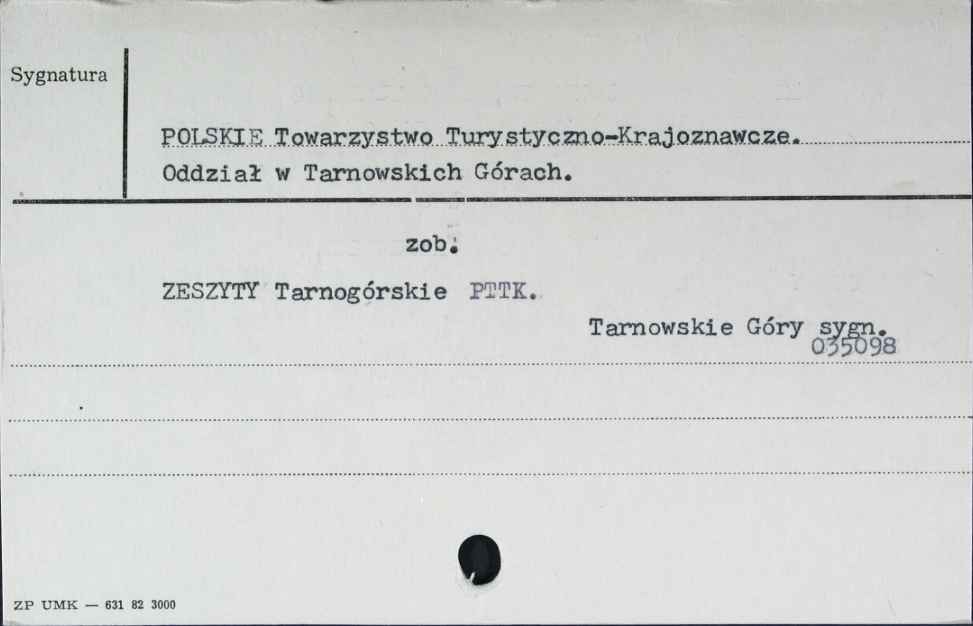 Sygnatura
POLSKIE Towarzystwo Turystyczno-Krajoznawcze.
Oddział w Tarnowskich Górach.
zob.
ZESZYTY Tarnogórskie PTTK.
Tarnowskie Góry sygn.
035098
ZP UMK — 631 82 3000